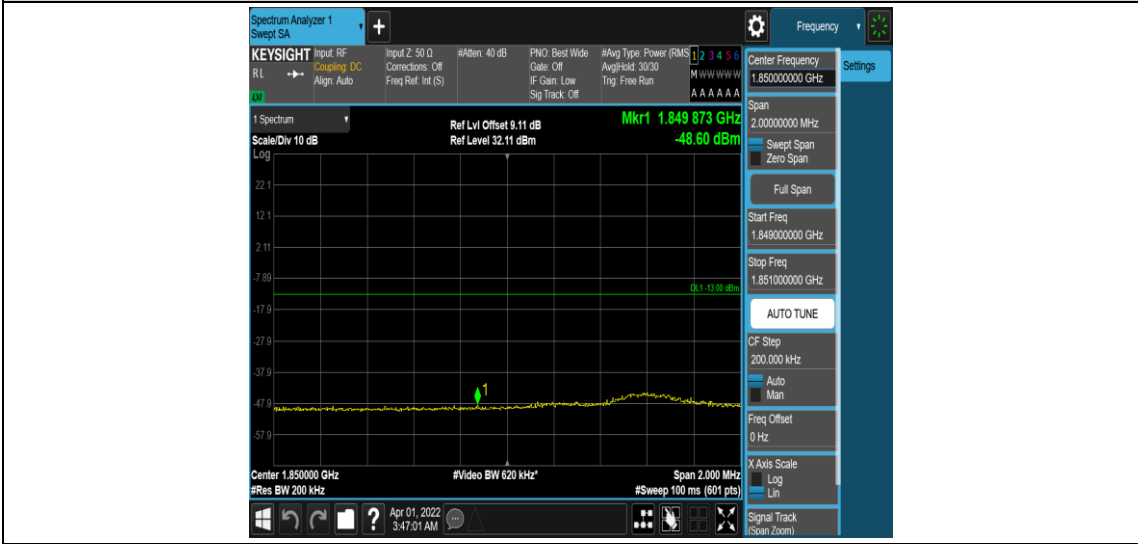 Spectrum Analyzer 1
Swept SA
+
Frequency
KEYSIGHT
RL
Input: RF
Coupling: DC
Align: Auto
Input Z: 50 Ω
Corrections: Off
Freq Ref: Int (S)
#Atten: 40 dB
PNO: Best Wide
Gate: Off
IF Gain: Low
Sig Track: Off
#Avg Type: Power (RMS
Avg|Hold: 30/30
Trig: Free Run
1 2 3 4 5 6
M W W W W W
A A A A A A
1 Spectrum
Scale/Div 10 dB
Ref Lvl Offset 9.11 dB
Ref Level 32.11 dBm
Mkr1 1.849 873 GHz
-48.60 dBm
Log
22.1
12.1
2.11
-7.89
DL1 -13.00 dBm
-17.9
-27.9
-37.9
1
-47.9
-57.9
Center 1.850000 GHz
#Res BW 200 kHz
#Video BW 620 kHz*
Span 2.000 MHz
#Sweep 100 ms (601 pts)
?
Apr 01, 2022
3:47:01 AM
Settings
Center Frequency
1.850000000 GHz
Span
2.00000000 MHz
Swept Span
Zero Span
Full Span
Start Freq
1.849000000 GHz
Stop Freq
1.851000000 GHz
AUTO TUNE
CF Step
200.000 kHz
Auto
Man
Freq Offset
0 Hz
X Axis Scale
Log
Lin
Signal Track
(Span Zoom)